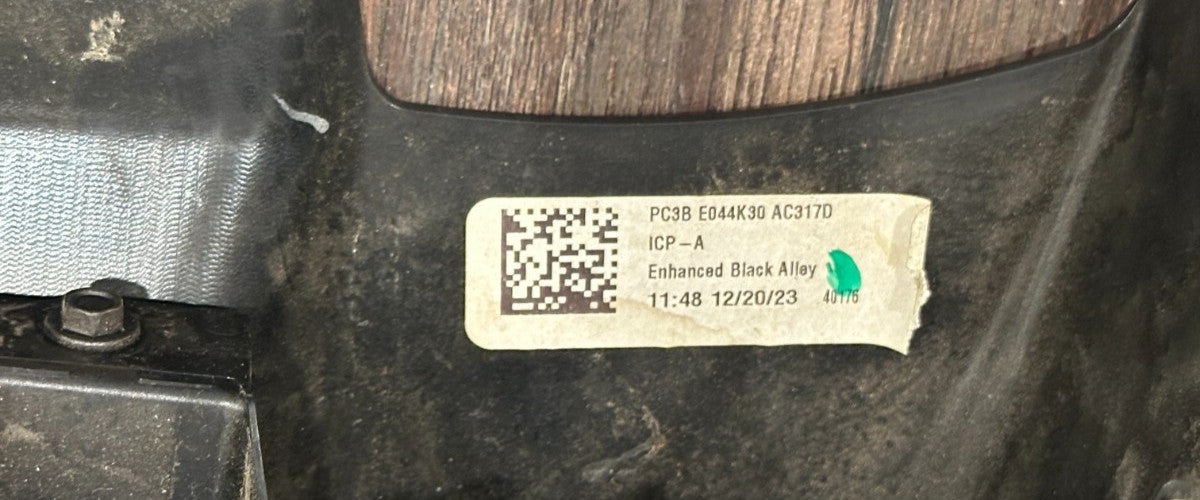 PC3B E044K30 AC317D
ICP-A
Enhanced Black Alley
11:48 12/20/23 40176